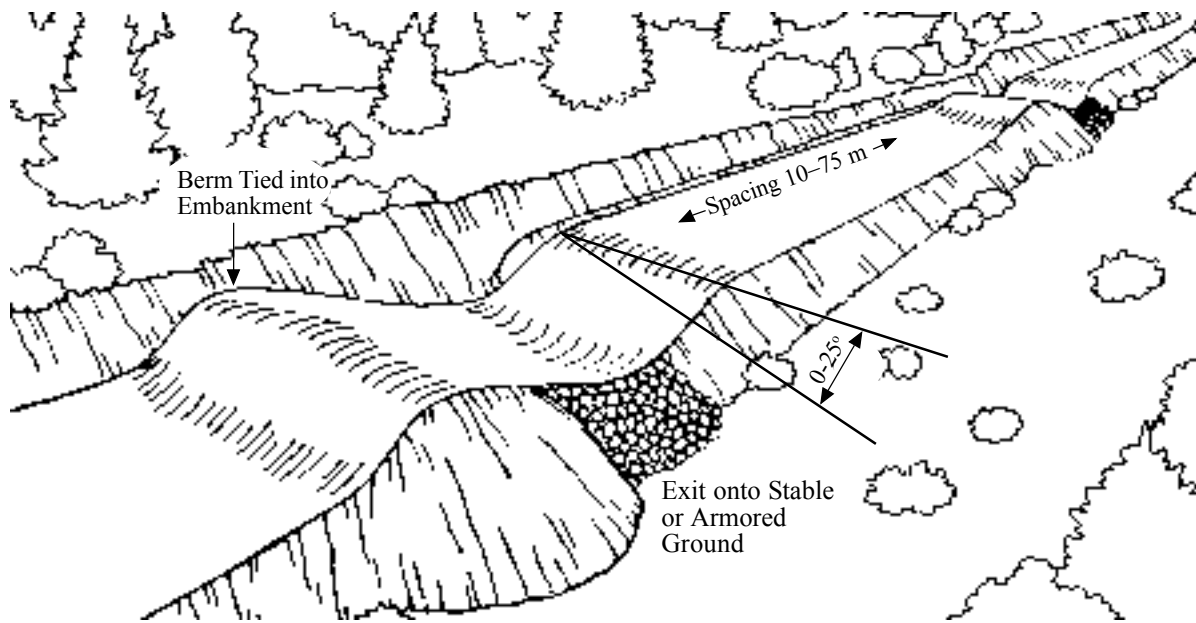 Berm Tied into
Embankment
Spacing 10–75 m
0-25°
Exit onto Stable
or Armored
Ground